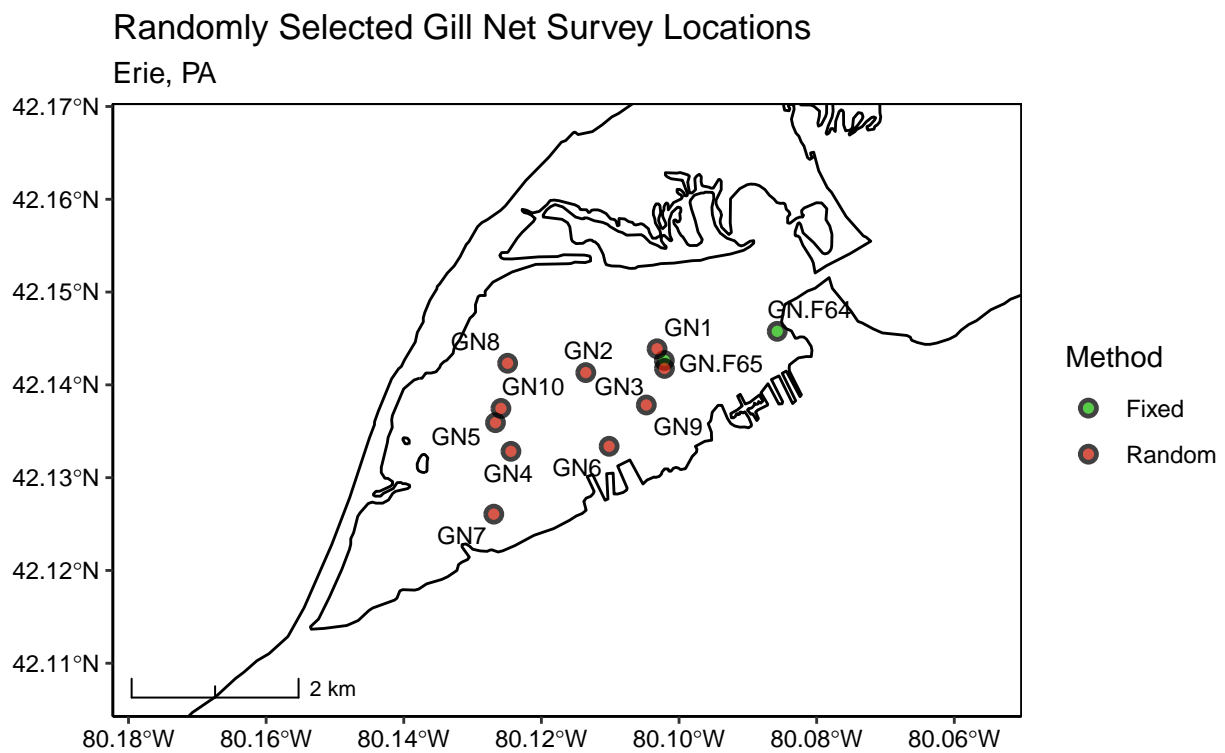 Randomly Selected Gill Net Survey Locations
Erie, PA
42.17°N
42.16°N
42.15°N
42.14°N
42.13°N
42.12°N
42.11°N
GN.F64
GN1
GN8
GN2
GN.F65
GN10
GN3
GN9
GN5
GN6
GN4
GN7
2 km
80.18°W
80.16°W
80.14°W
80.12°W
80.10°W
80.08°W
80.06°W
Method
Fixed
Random